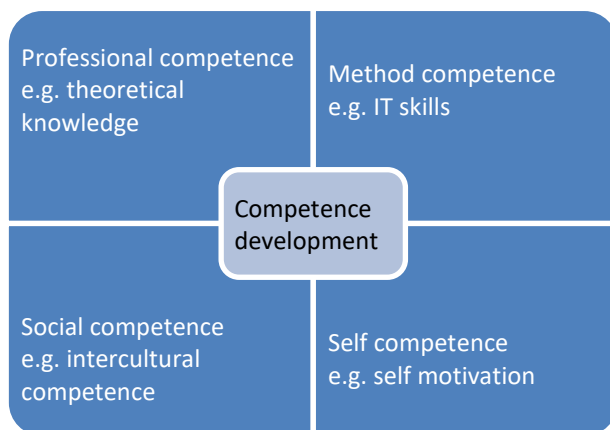 Professional competence
e.g. theoretical
knowledge
Method competence
e.g. IT skills
Competence
development
Social competence
e.g. intercultural
competence
Self competence
e.g. self motivation